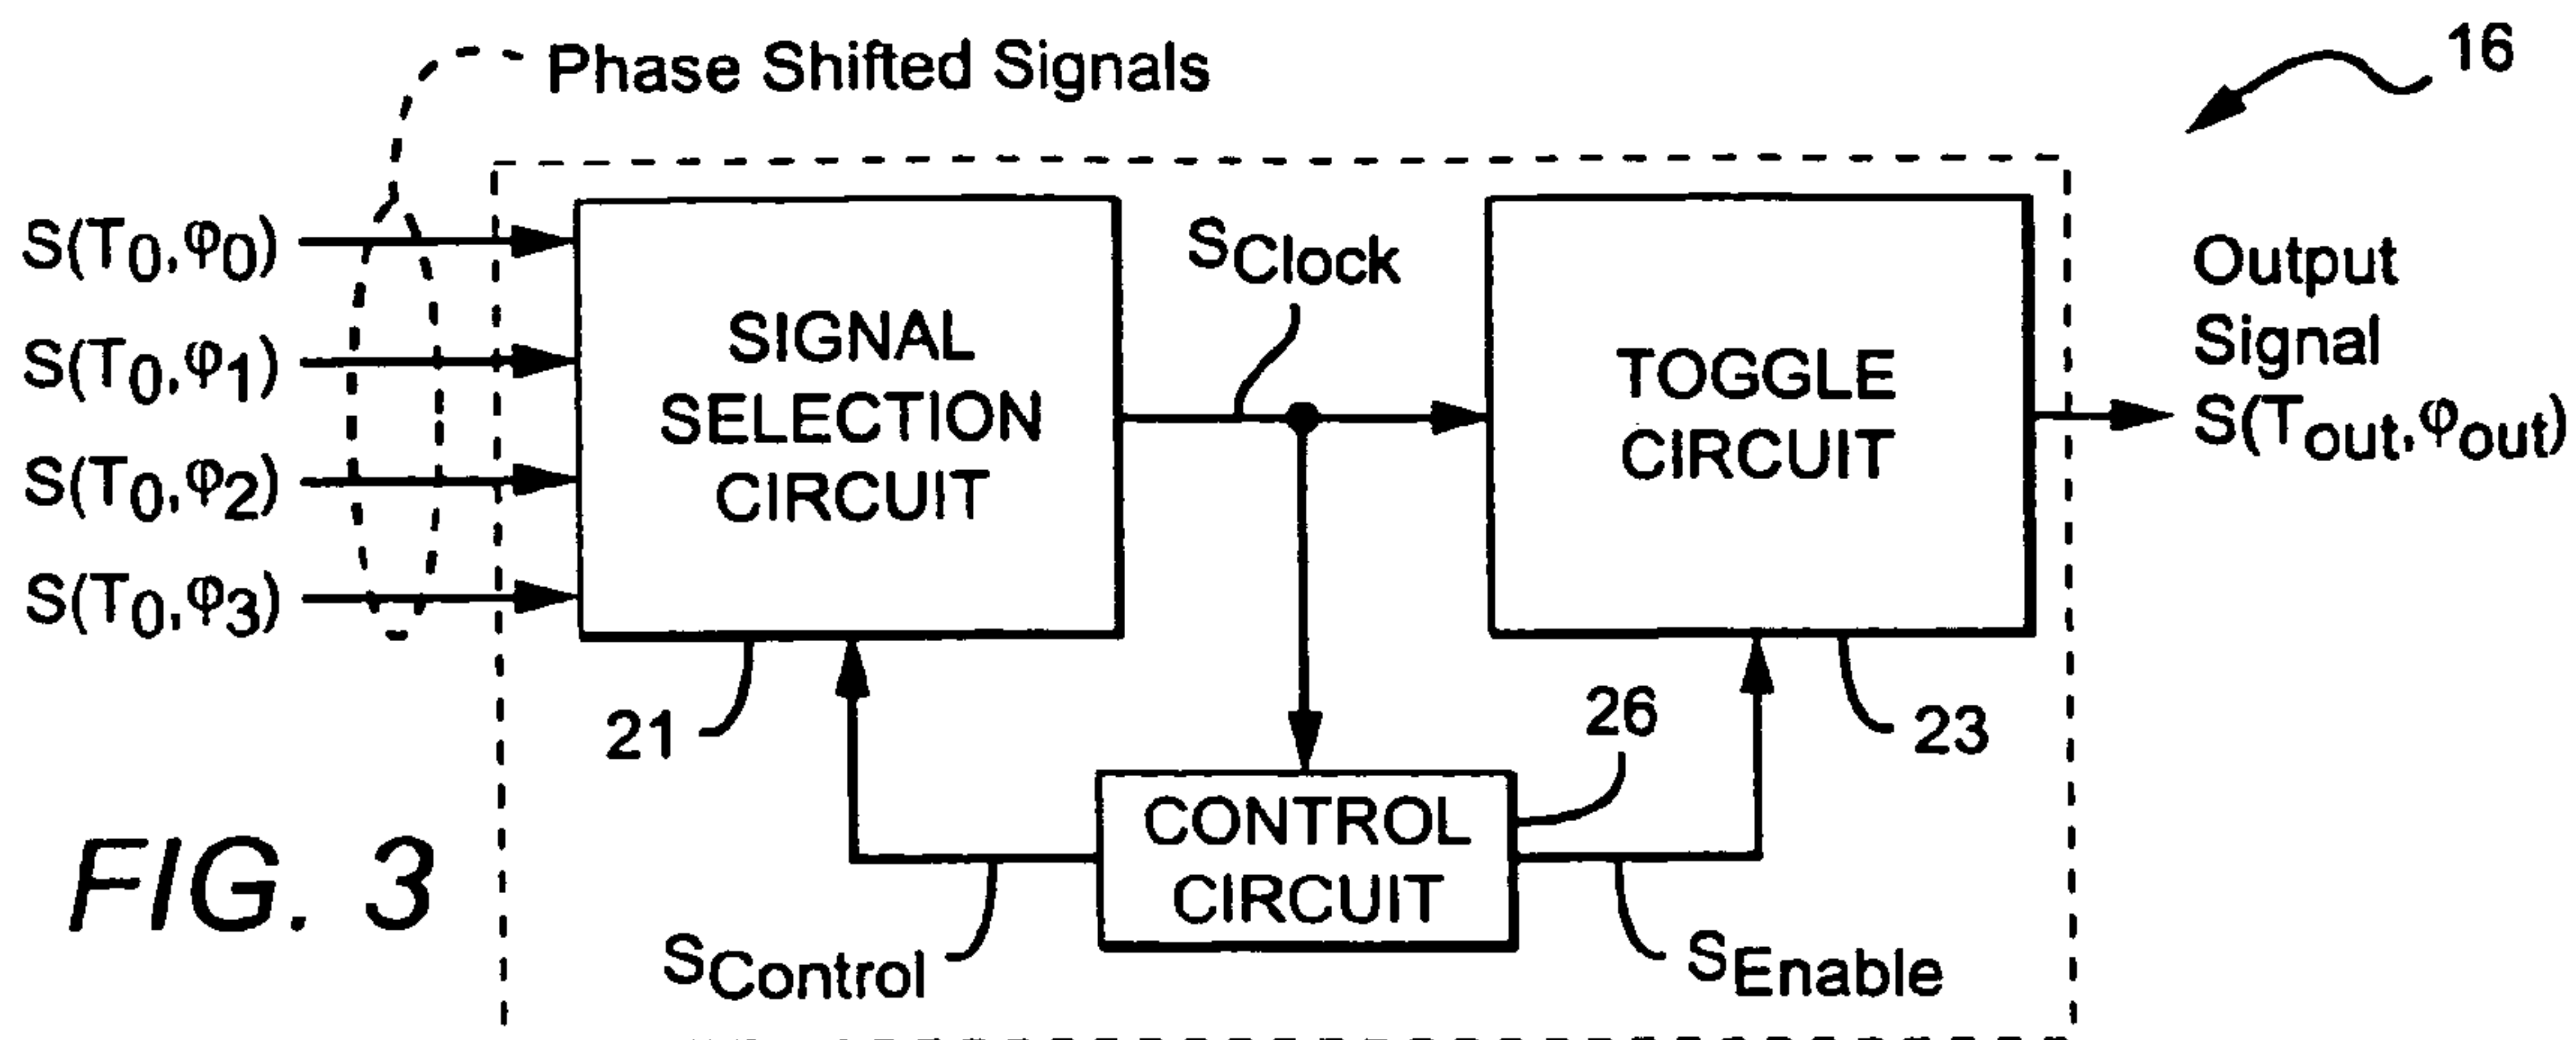 Phase Shifted Signals
16
S(T0,φ0)
S(T0,φ1)
S(T0,φ2)
S(T0,φ3)
SIGNAL
SELECTION
CIRCUIT
SClock
TOGGLE
CIRCUIT
Output
Signal
S(Tout,φout)
21
26
23
CONTROL
CIRCUIT
SControl
SEnable
FIG. 3